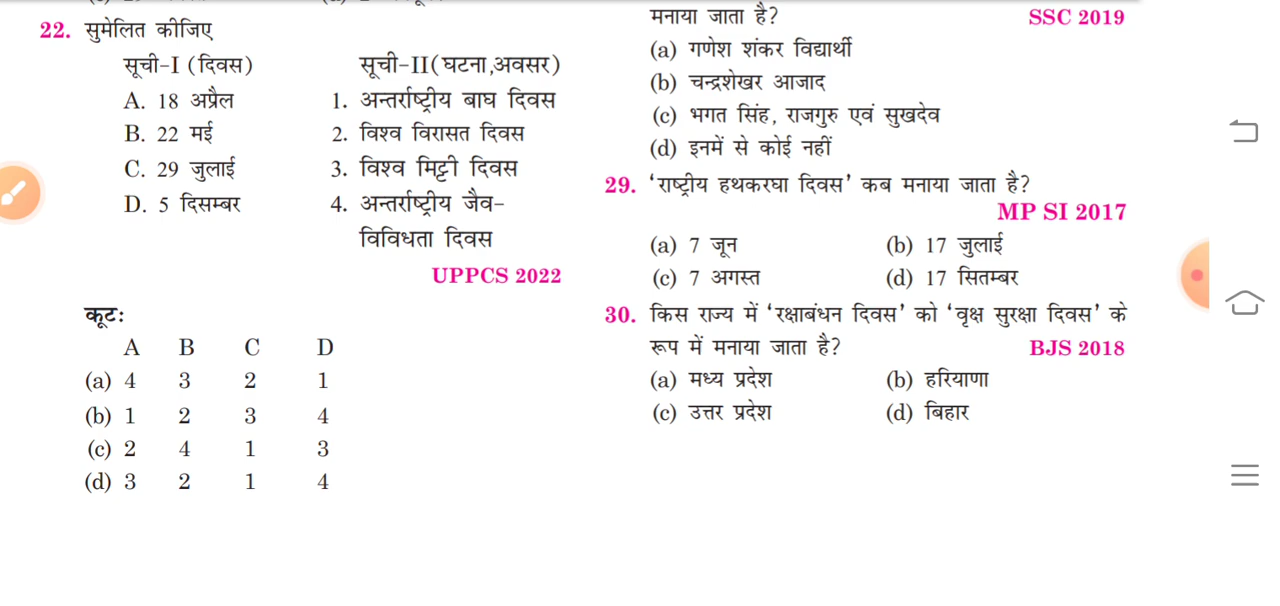 22. सुमेलित कीजिए
सूची-I (दिवस) सूची-II(घटना,अवसर)
A. 18 अप्रैल 1. अन्तर्राष्ट्रीय बाघ दिवस
B. 22 मई 2. विश्व विरासत दिवस
C. 29 जुलाई 3. विश्व मिट्टी दिवस
D. 5 दिसम्बर 4. अन्तर्राष्ट्रीय जैव-
विविधता दिवस
UPPCS 2022
कूटः
A B C D
(a) 4 3 2 1
(b) 1 2 3 4
(c) 2 4 1 3
(d) 3 2 1 4
मनाया जाता है? SSC 2019
(a) गणेश शंकर विद्यार्थी
(b) चन्द्रशेखर आजाद
(c) भगत सिंह, राजगुरु एवं सुखदेव
(d) इनमें से कोई नहीं
29. ‘राष्ट्रीय हथकरघा दिवस’ कब मनाया जाता है?
MP SI 2017
(a) 7 जून (b) 17 जुलाई
(c) 7 अगस्त (d) 17 सितम्बर
30. किस राज्य में ‘रक्षाबंधन दिवस’ को ‘वृक्ष सुरक्षा दिवस’ के
रूप में मनाया जाता है? BJS 2018
(a) मध्य प्रदेश (b) हरियाणा
(c) उत्तर प्रदेश (d) बिहार